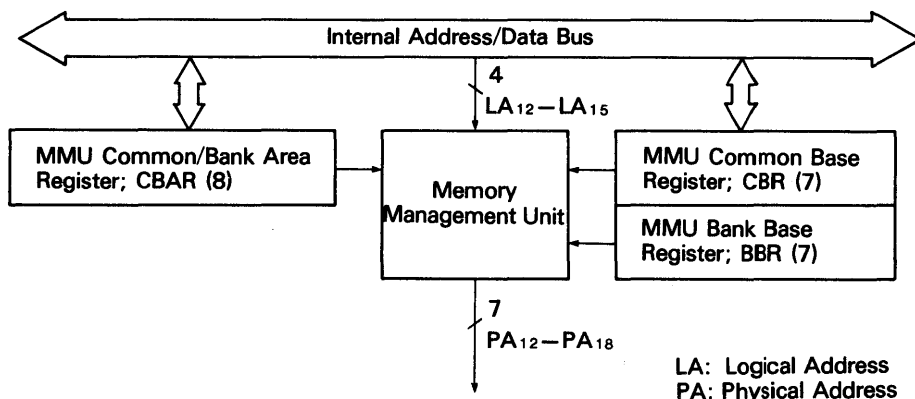 Internal Address/Data Bus
4
LA12–LA15
MMU Common/Bank Area
Register; CBAR (8)
Memory
Management Unit
MMU Common Base
Register; CBR (7)
MMU Bank Base
Register; BBR (7)
7
PA12–PA18
LA: Logical Address
PA: Physical Address